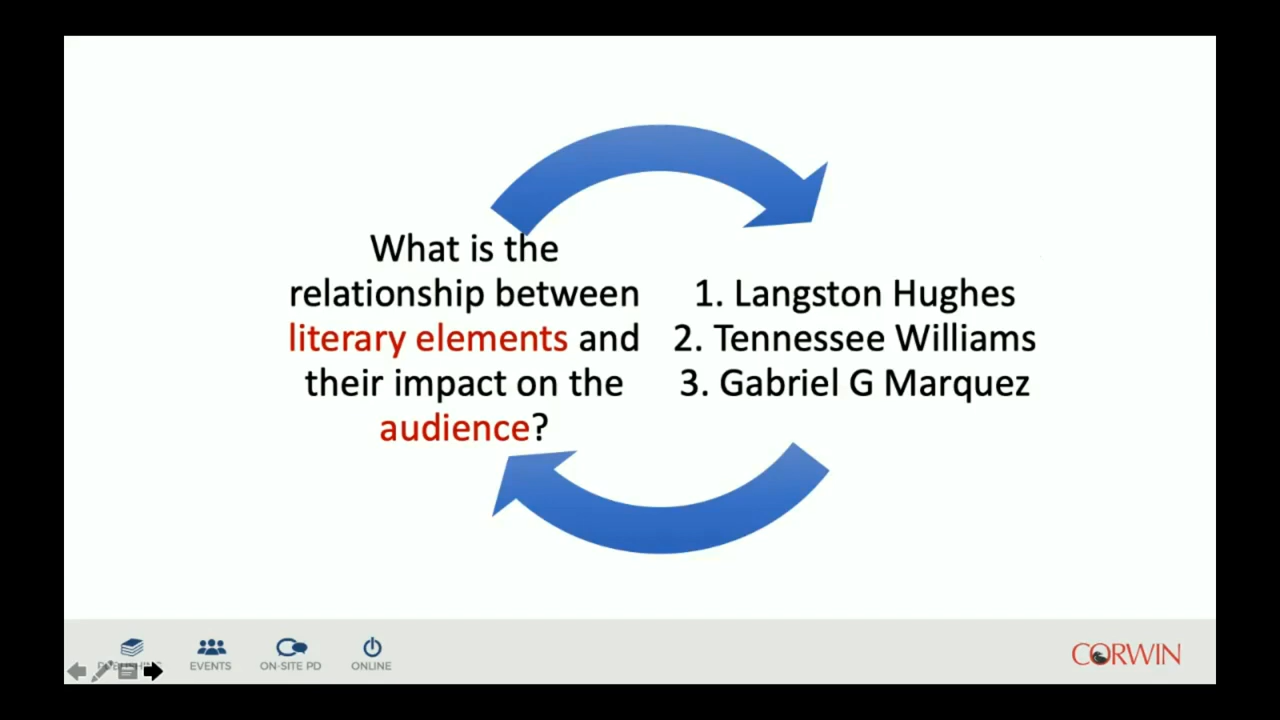 What is the
relationship between
literary elements and
their impact on the
audience?
1. Langston Hughes
2. Tennessee Williams
3. Gabriel G Marquez
EVENTS
ON-SITE PD
ONLINE
CORWIN